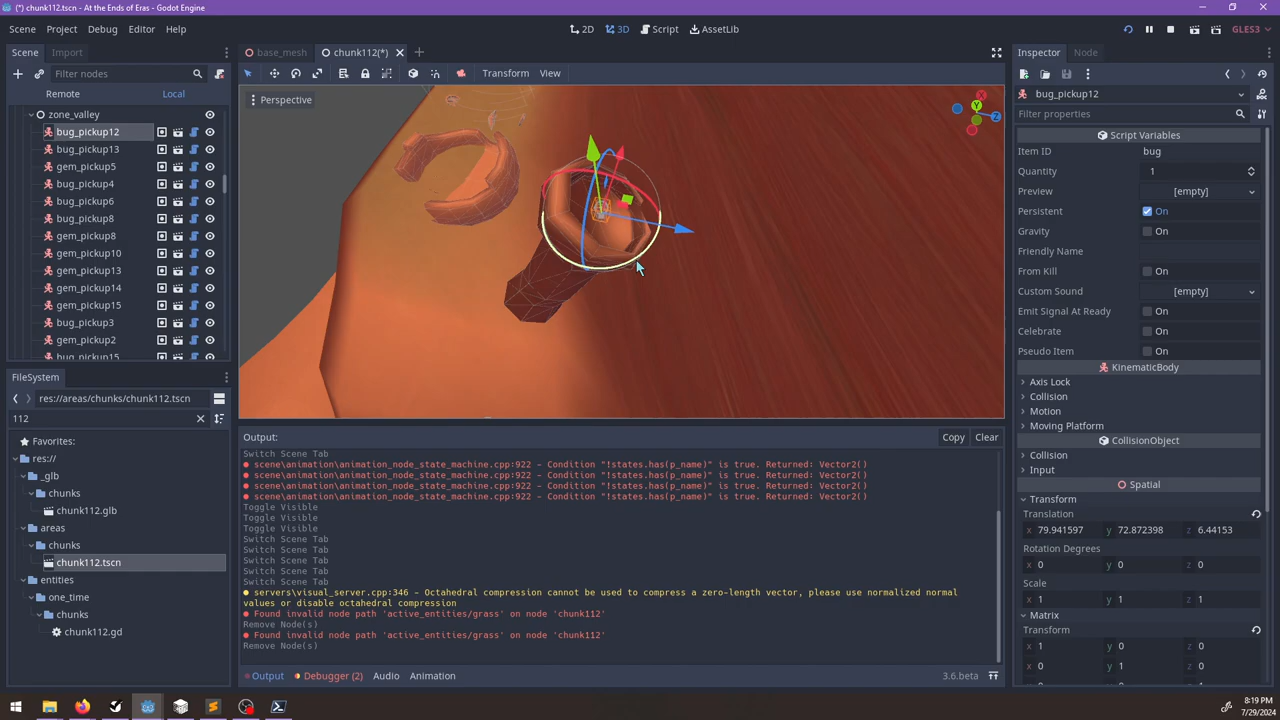 (*) chunk112.tscn - At the Ends of Eras - Godot Engine
Scene Project Debug Editor Help
2D 3D Script AssetLib
GLES3
Scene Import
base_mesh chunk112(*)
Inspector Node
Filter nodes
Transform View
Remote Local
bug_pickup12
Perspective
Y
Z
Filter properties
zone_valley
bug_pickup12
bug_pickup13
gem_pickup5
bug_pickup4
bug_pickup6
bug_pickup8
gem_pickup8
gem_pickup10
gem_pickup13
gem_pickup14
gem_pickup15
bug_pickup3
gem_pickup2
bug_pickup15
Script Variables
Item ID bug
Quantity 1
Preview [empty]
Persistent On
Gravity On
Friendly Name
From Kill On
Custom Sound [empty]
Emit Signal At Ready On
Celebrate On
Pseudo Item On
KinematicBody
Axis Lock
Collision
Motion
Moving Platform
CollisionObject
Collision
Input
Spatial
Transform
Translation
x 79.941597 y 72.872398 z 6.44153
Rotation Degrees
x 0 y 0 z 0
Scale
x 1 y 1 z 1
Matrix
Transform
x 1 y 0 z 0
x 0 y 1 z 0
FileSystem
res://areas/chunks/chunk112.tscn
112
Favorites:
res://
_glb
chunks
chunk112.glb
areas
chunks
chunk112.tscn
entities
one_time
chunks
chunk112.gd
Output:
Copy Clear
Switch Scene Tab
scene\animation\animation_node_state_machine.cpp:922 - Condition "!states.has(p_name)" is true. Returned: Vector2()
scene\animation\animation_node_state_machine.cpp:922 - Condition "!states.has(p_name)" is true. Returned: Vector2()
scene\animation\animation_node_state_machine.cpp:922 - Condition "!states.has(p_name)" is true. Returned: Vector2()
scene\animation\animation_node_state_machine.cpp:922 - Condition "!states.has(p_name)" is true. Returned: Vector2()
Toggle Visible
Toggle Visible
Toggle Visible
Switch Scene Tab
Switch Scene Tab
Switch Scene Tab
Switch Scene Tab
Switch Scene Tab
servers\visual_server.cpp:346 - Octahedral compression cannot be used to compress a zero-length vector, please use normalized normal
values or disable octahedral compression
Found invalid node path 'active_entities/grass' on node 'chunk112'
Remove Node(s)
Found invalid node path 'active_entities/grass' on node 'chunk112'
Remove Node(s)
Output Debugger (2) Audio Animation
3.6.beta
8:19 PM
7/29/2024